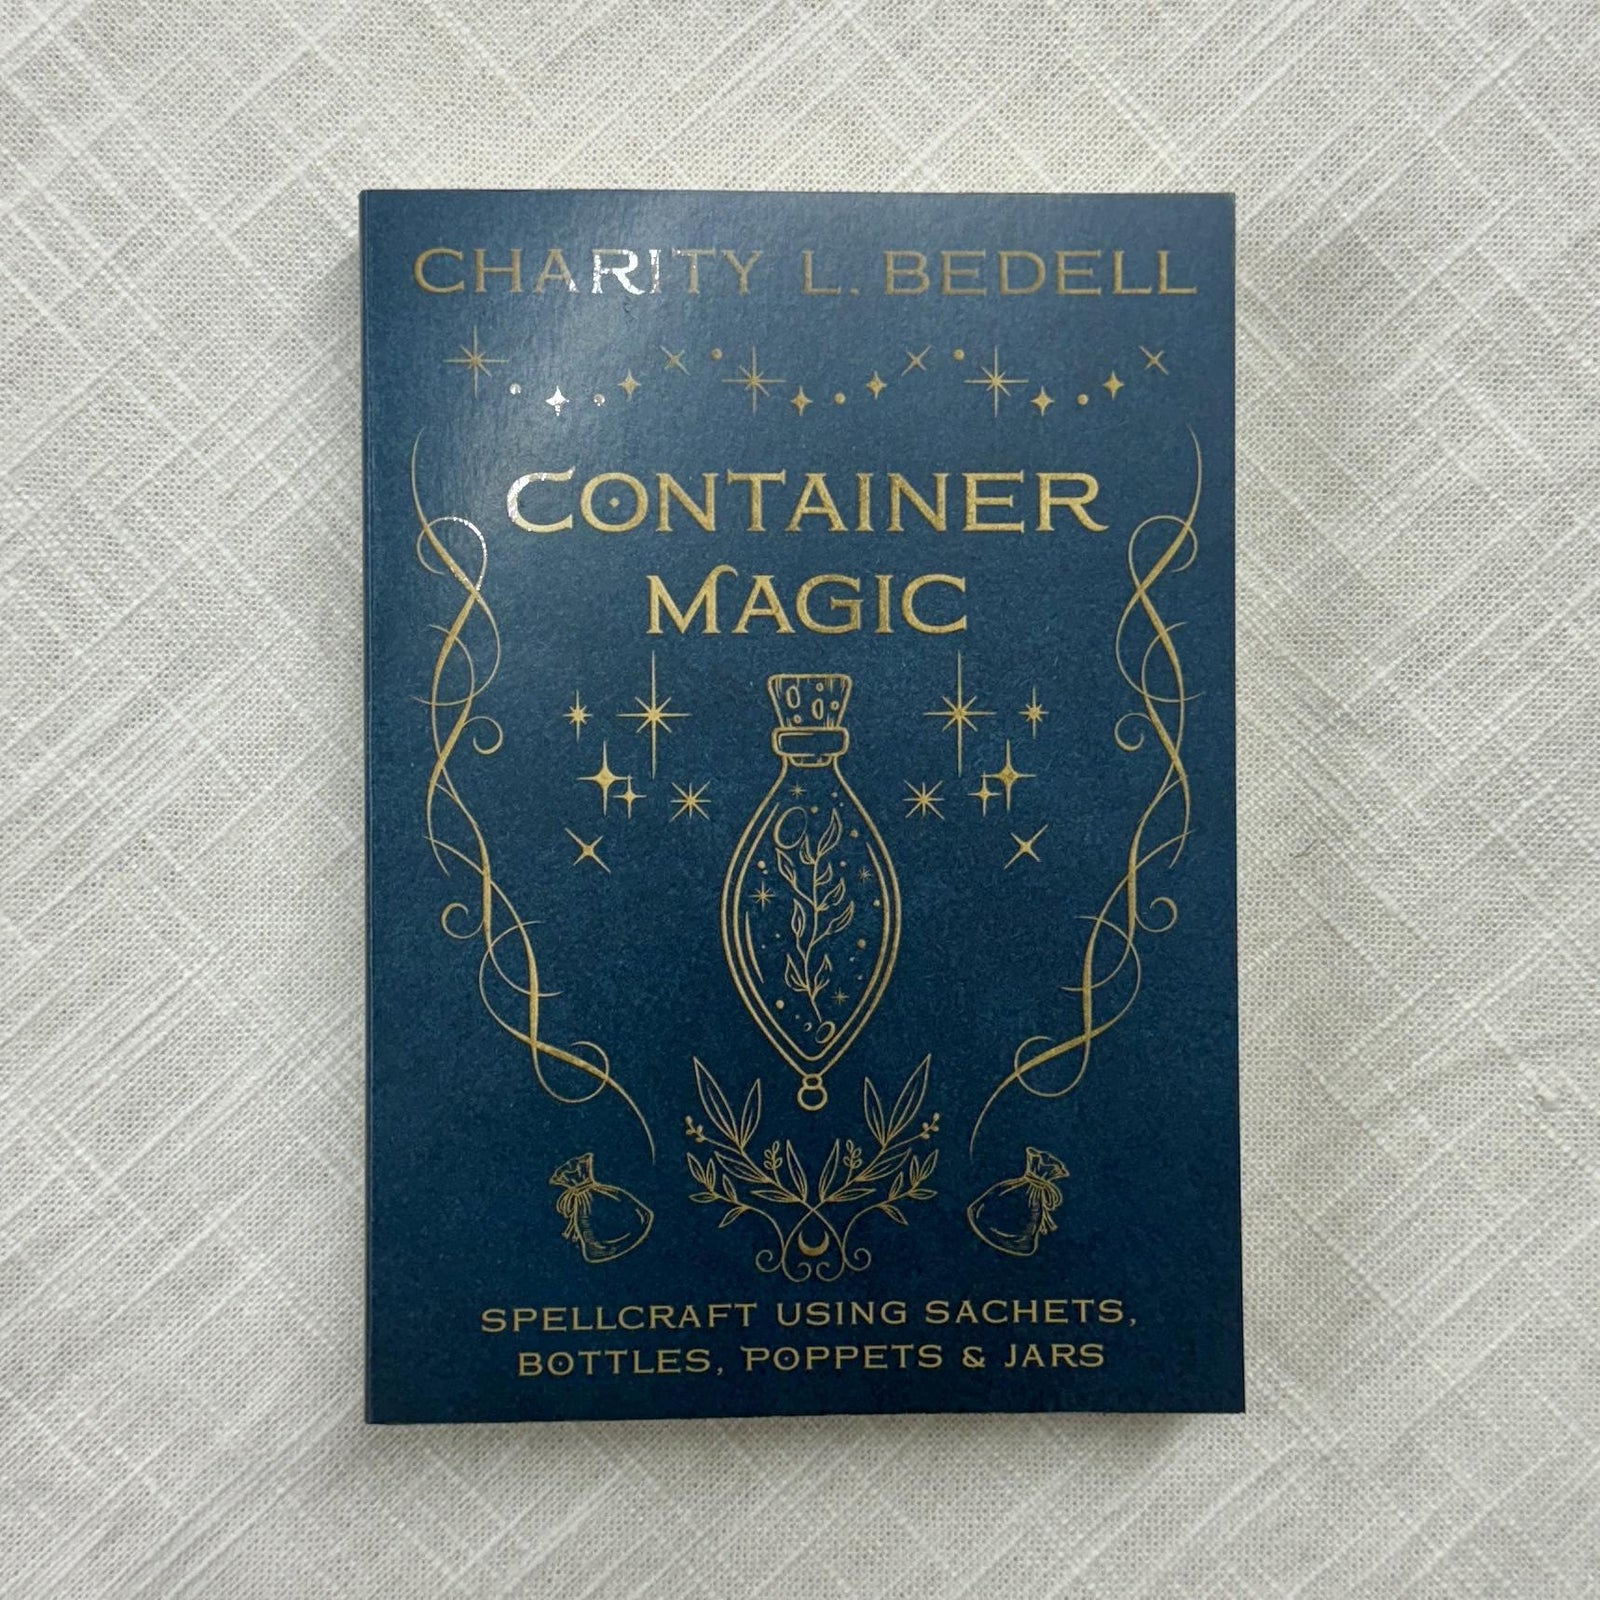 CHARITY L. BEDELL
CONTAINER
MAGIC
SPELLCRAFT USING SACHETS,
BOTTLES, POPPETS & JARS